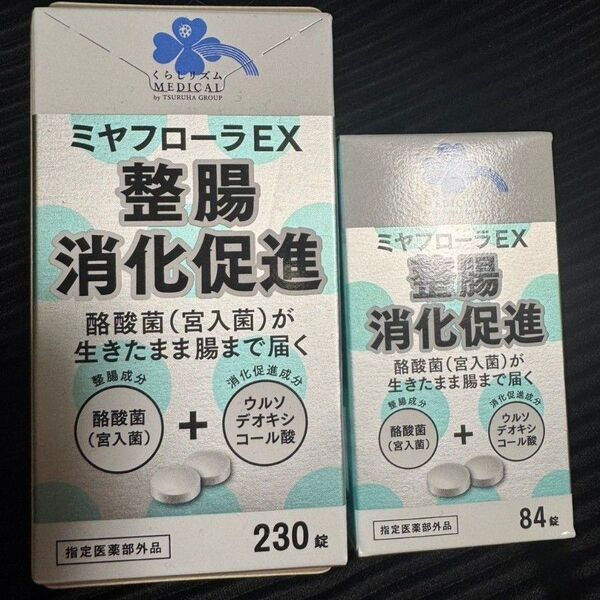 くらしリズム
MEDICAL
by TSURUHA GROUP
ミヤフローラEX
整腸
消化促進
酪酸菌(宮入菌)が
生きたまま腸まで届く
整腸成分
酪酸菌
(宮入菌)
+
消化促進成分
ウルソ
デオキシ
コール酸
指定医薬部外品
230錠
ミヤフローラEX
整腸
消化促進
酪酸菌(宮入菌)が
生きたまま腸まで届く
整腸成分
酪酸菌
(宮入菌)
+
消化促進成分
ウルソ
デオキシ
コール酸
指定医薬部外品
84錠